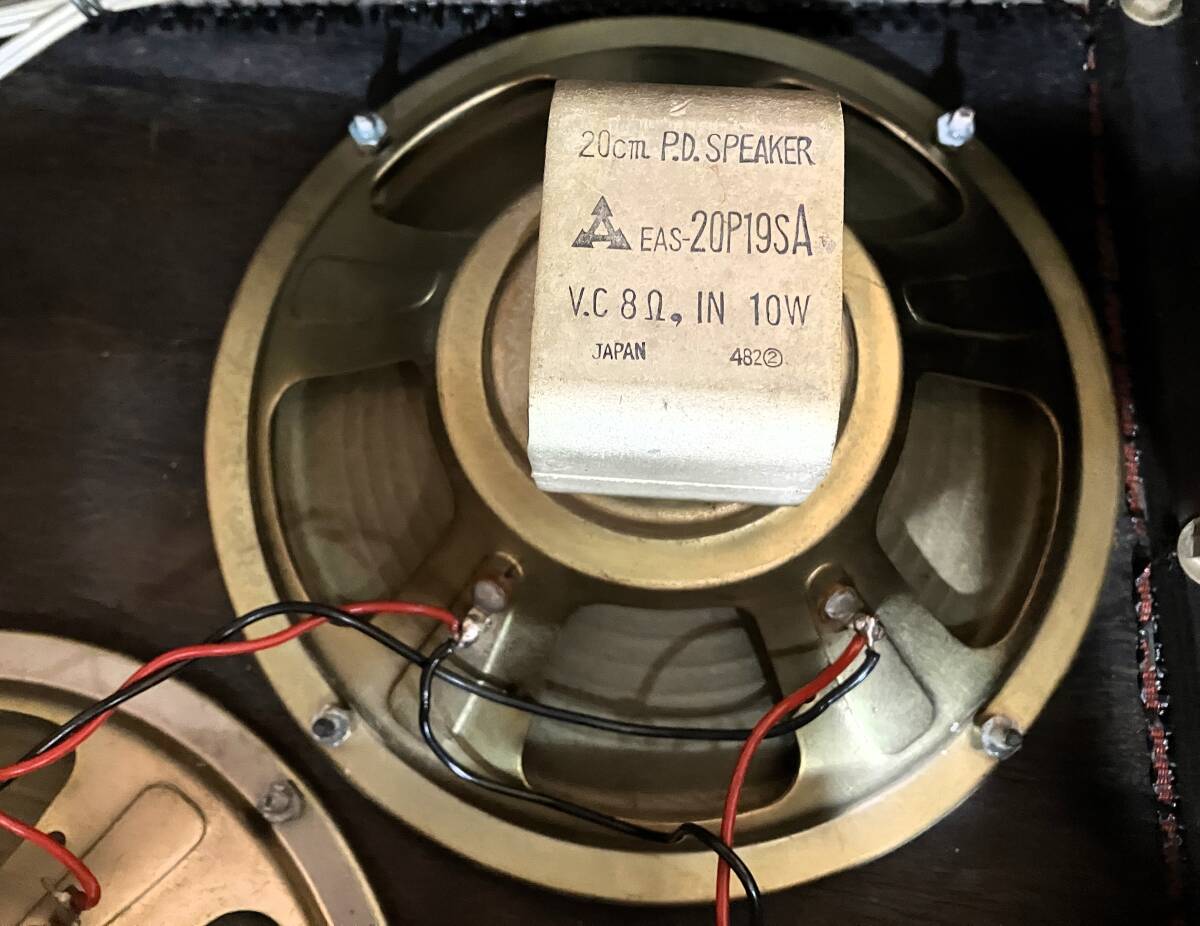 20cm P.D. SPEAKER
EAS-20P19SA
V.C 8Ω, IN 10W
JAPAN 482②